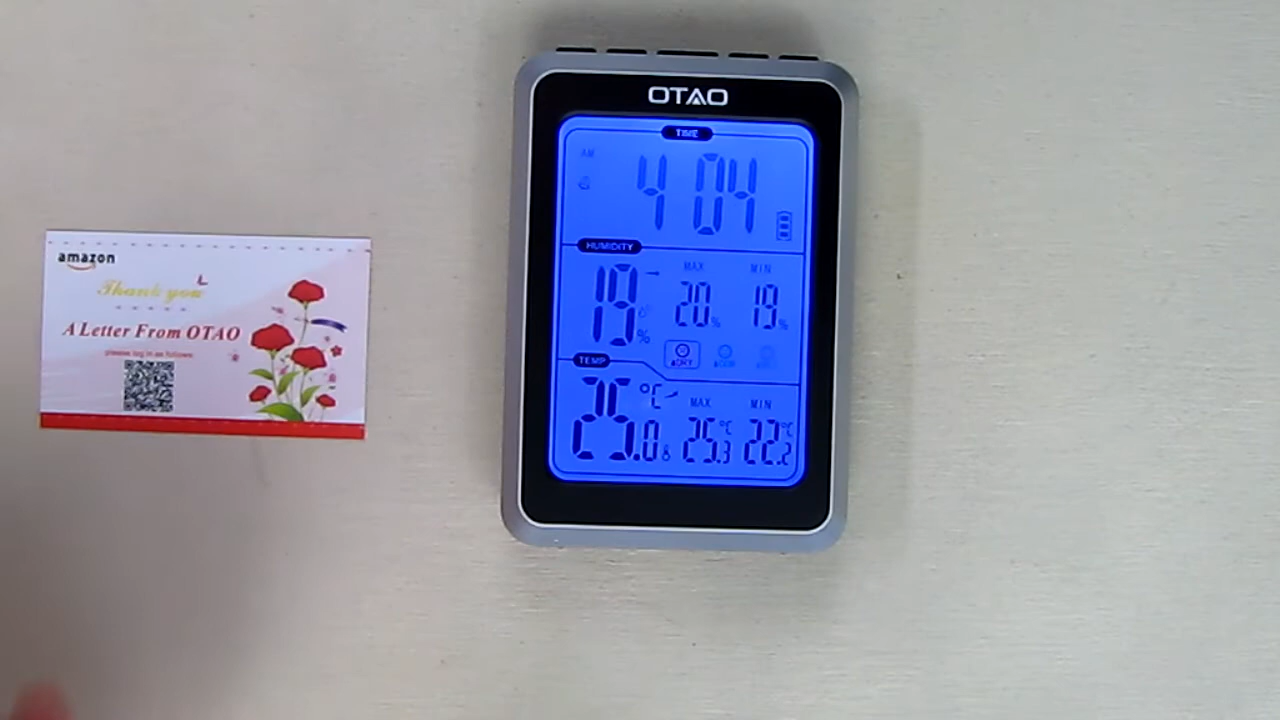 amazon
Thank you
A Letter From OTAO
please log in as follows:
OTAO
TIME
AM
4 04
HUMIDITY
19 %
MAX
20 %
MIN
19 %
DRY
TEMP
25.0 °C
MAX
25.3 °C
MIN
22.2 °C